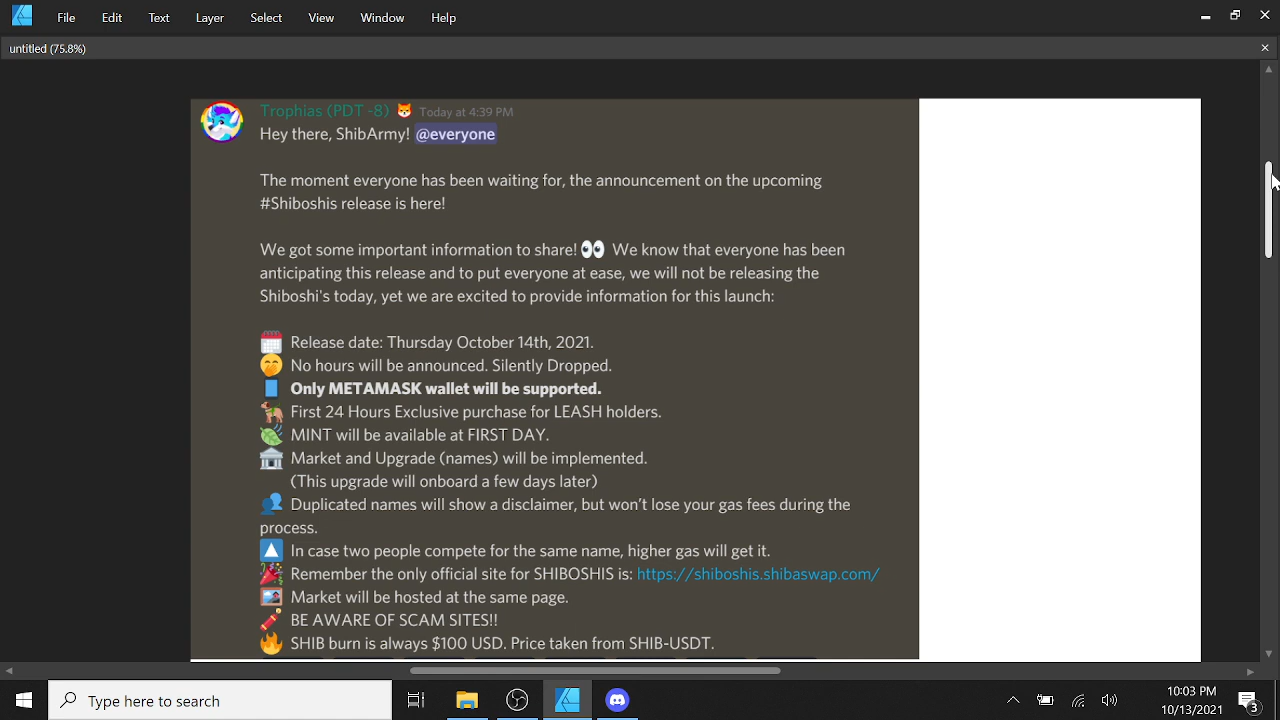 File Edit Text Layer Select View Window Help
untitled (75.8%)
Trophias (PDT -8) Today at 4:39 PM
Hey there, ShibArmy! @everyone
The moment everyone has been waiting for, the announcement on the upcoming
#Shiboshis release is here!
We got some important information to share! 👀 We know that everyone has been
anticipating this release and to put everyone at ease, we will not be releasing the
Shiboshi's today, yet we are excited to provide information for this launch:
Release date: Thursday October 14th, 2021.
No hours will be announced. Silently Dropped.
Only METAMASK wallet will be supported.
First 24 Hours Exclusive purchase for LEASH holders.
MINT will be available at FIRST DAY.
Market and Upgrade (names) will be implemented.
(This upgrade will onboard a few days later)
Duplicated names will show a disclaimer, but won’t lose your gas fees during the
process.
In case two people compete for the same name, higher gas will get it.
Remember the only official site for SHIBOSHIS is: https://shiboshis.shibaswap.com/
Market will be hosted at the same page.
BE AWARE OF SCAM SITES!!
SHIB burn is always $100 USD. Price taken from SHIB-USDT.
Type here to search
10:03 PM
10/13/2021
3